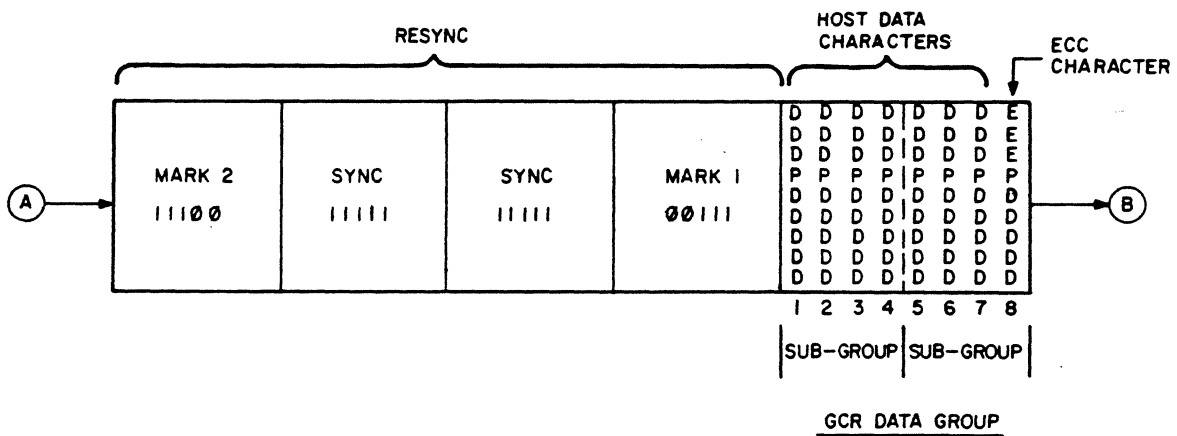 RESYNC
HOST DATA
CHARACTERS
ECC
CHARACTER
A
MARK 2
11100
SYNC
11111
SYNC
11111
MARK 1
00111
D D D D D D D E
D D D D D D D E
D D D D D D D E
P P P P P P P P
D D D D D D D D
D D D D D D D D
D D D D D D D D
D D D D D D D D
D D D D D D D D
B
1 2 3 4 5 6 7 8
SUB-GROUP SUB-GROUP
GCR DATA GROUP